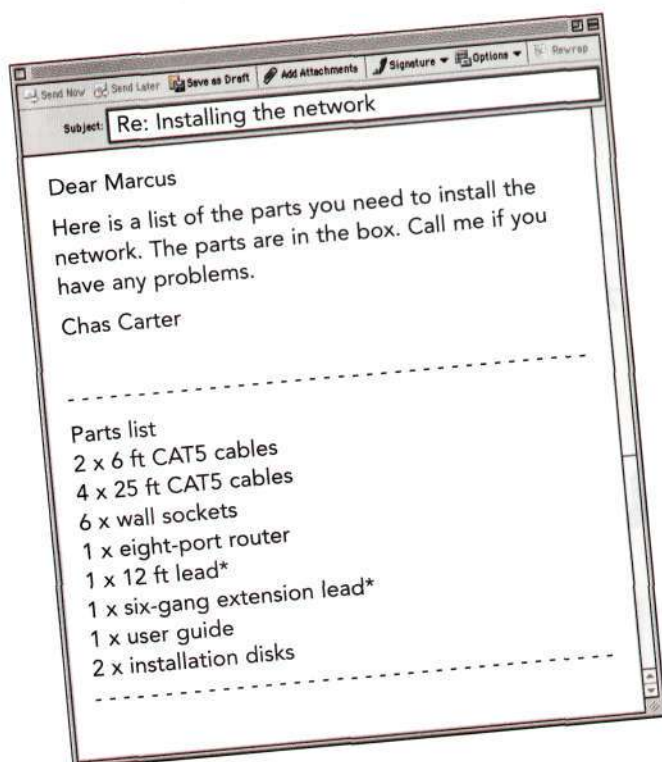 Send Now Send Later Save as Draft Add Attachments Signature Options Rewrap
Subject: Re: Installing the network
Dear Marcus
Here is a list of the parts you need to install the
network. The parts are in the box. Call me if you
have any problems.
Chas Carter
Parts list
2 x 6 ft CAT5 cables
4 x 25 ft CAT5 cables
6 x wall sockets
1 x eight-port router
1 x 12 ft lead*
1 x six-gang extension lead*
1 x user guide
2 x installation disks